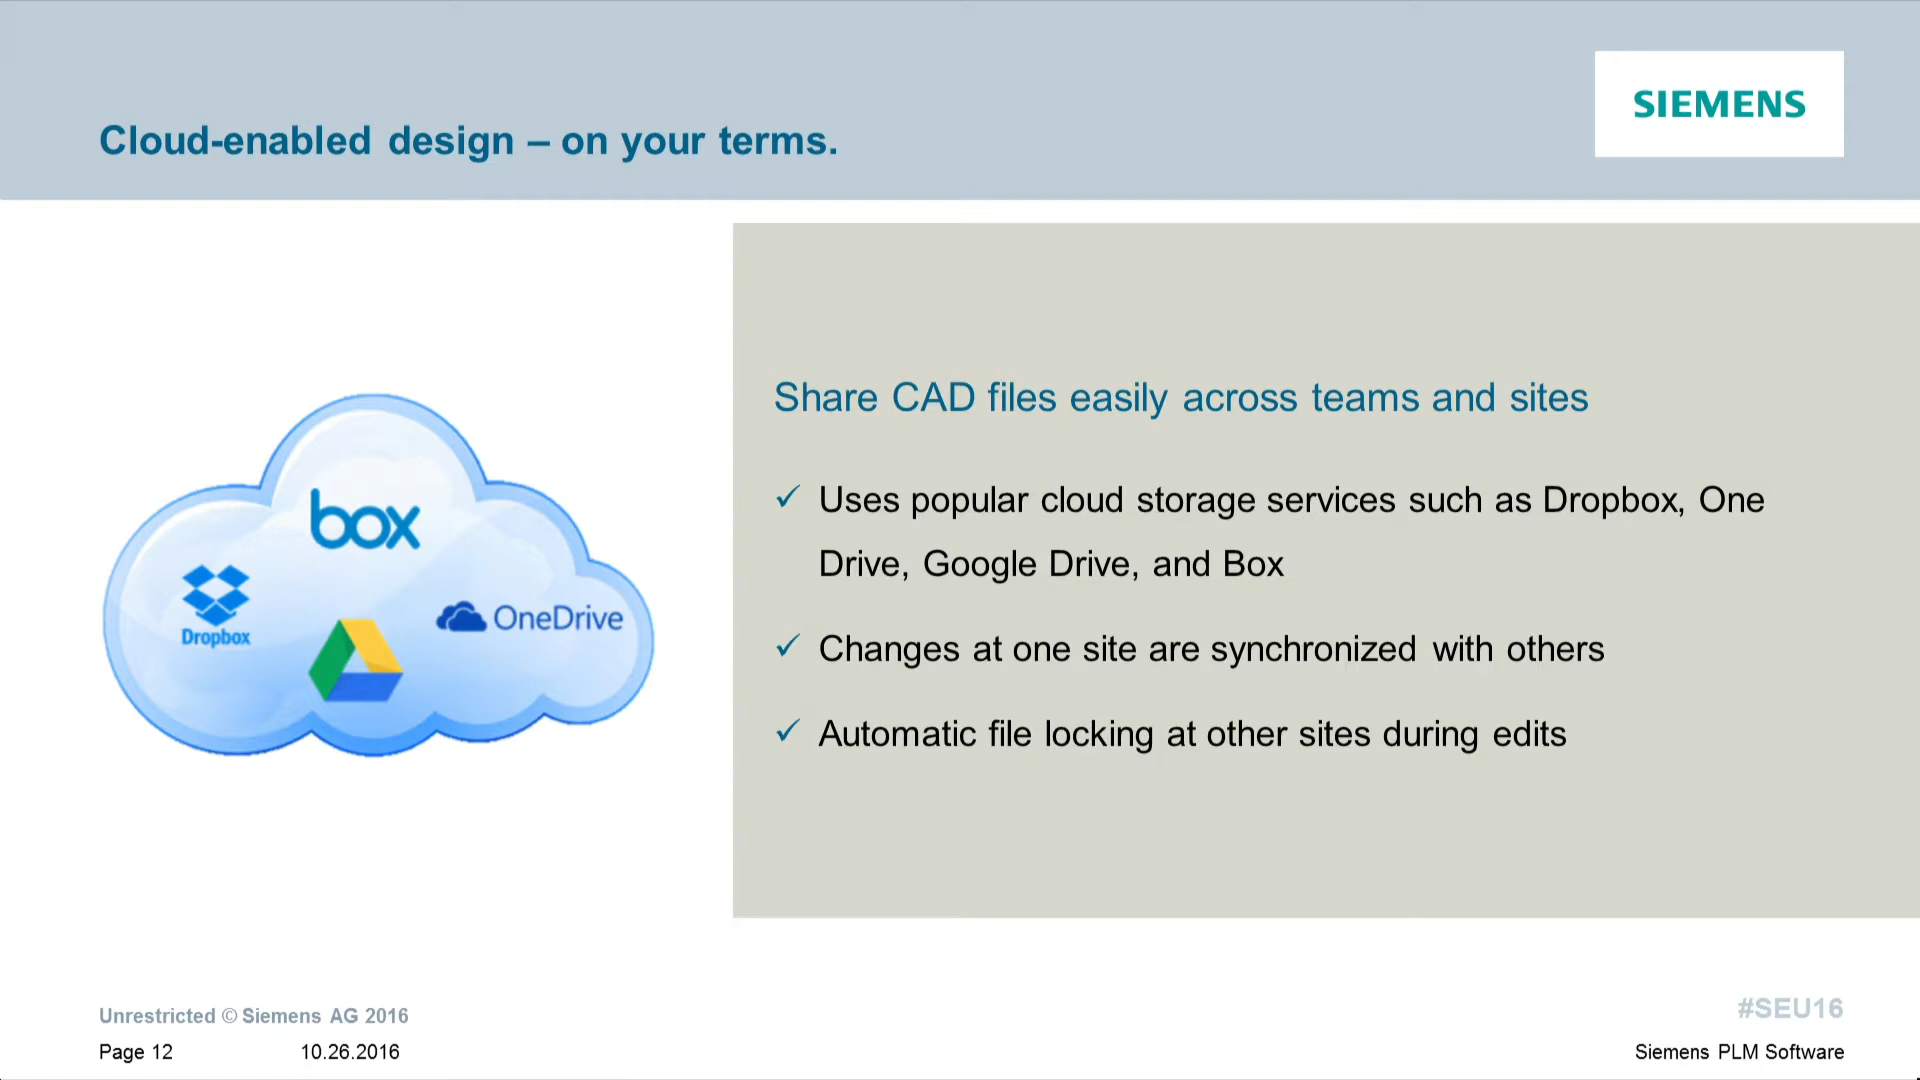 Cloud-enabled design – on your terms.
SIEMENS
box
Dropbox
OneDrive
Share CAD files easily across teams and sites
✓ Uses popular cloud storage services such as Dropbox, One
Drive, Google Drive, and Box
✓ Changes at one site are synchronized with others
✓ Automatic file locking at other sites during edits
Unrestricted © Siemens AG 2016
#SEU16
Page 12 10.26.2016
Siemens PLM Software